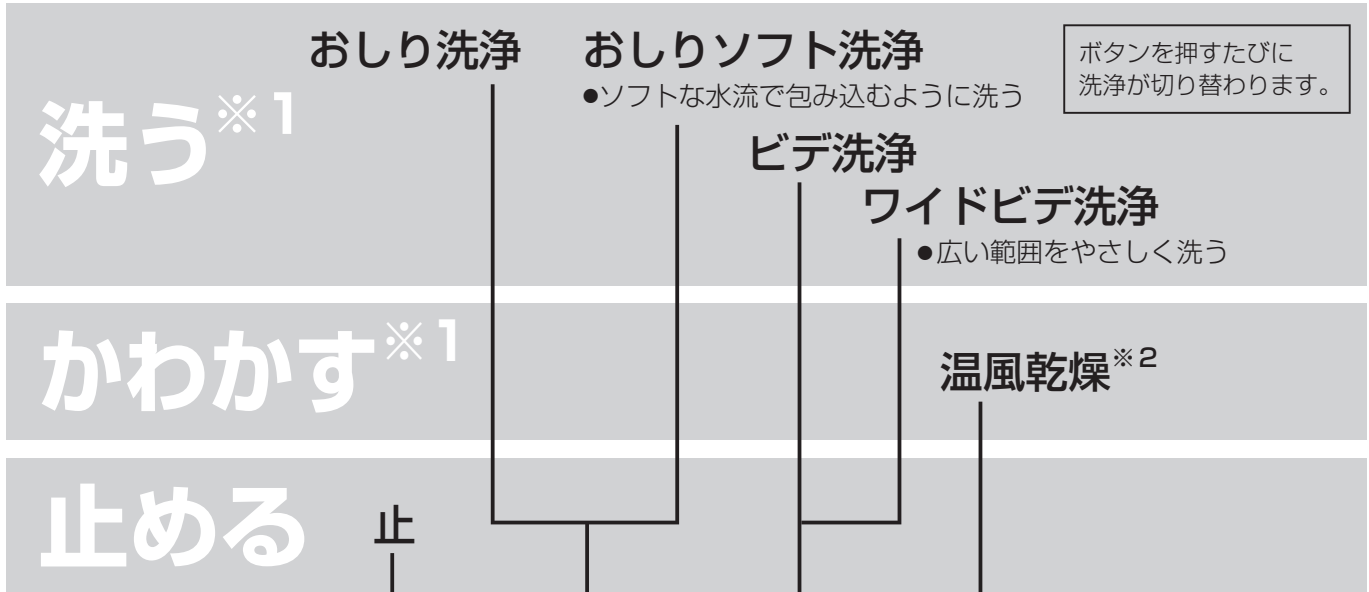 洗う※1
おしり洗浄
おしりソフト洗浄
●ソフトな水流で包み込むように洗う
ボタンを押すたびに
洗浄が切り替わります。
ビデ洗浄
ワイドビデ洗浄
●広い範囲をやさしく洗う
かわかす※1
温風乾燥※2
止める
止